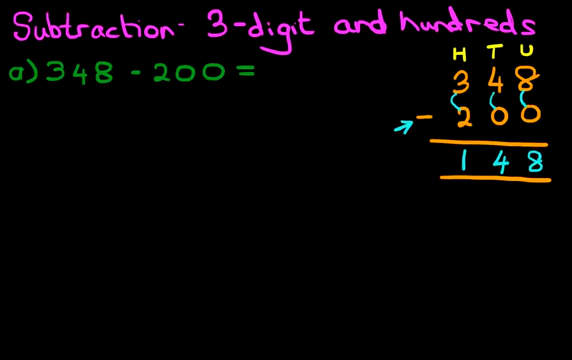 Subtraction- 3-digit and hundreds
a) 348 - 200 =
H T U
3 4 8
- 2 0 0
1 4 8